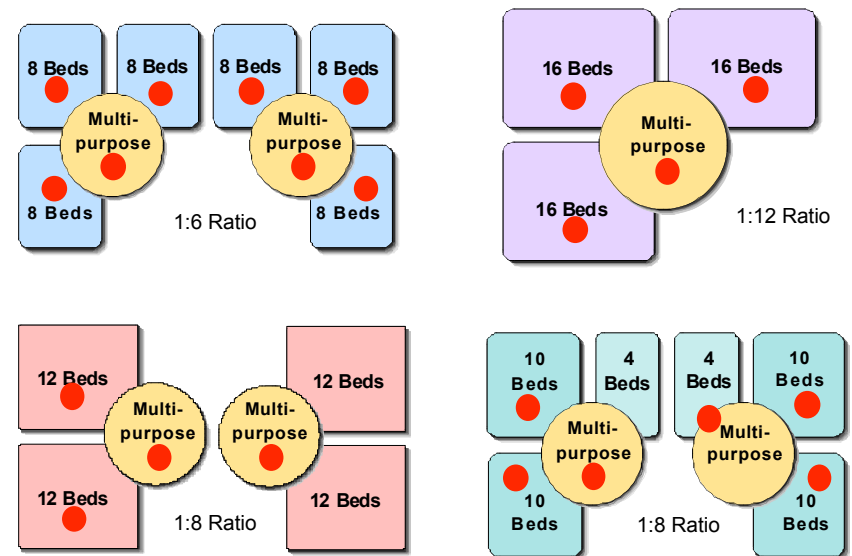 8 Beds
8 Beds
8 Beds
8 Beds
Multi-
purpose
Multi-
purpose
8 Beds
8 Beds
1:6 Ratio
16 Beds
16 Beds
Multi
purpose
16 Beds
1:12 Ratio
12 Beds
12 Beds
Multi-
purpose
Multi-
purpose
12 Beds
12 Beds
1:8 Ratio
10
Beds
4
Beds
4
Beds
10
Beds
Multi-
purpose
Multi-
purpose
10
Beds
10
Beds
1:8 Ratio